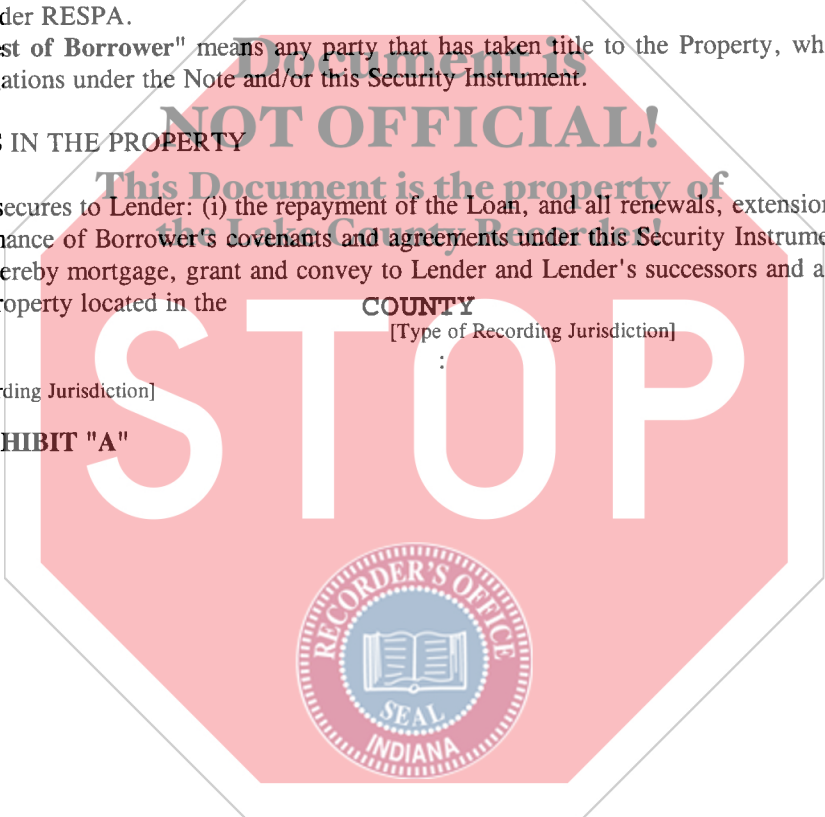 der RESPA.
st of Borrower" means any party that has taken title to the Property, wh
Document is
ations under the Note and/or this Security Instrument.
NOT OFFICIAL!
IN THE PROPERTY
This Document is the property of
secures to Lender: (i) the repayment of the Loan, and all renewals, extension
the Lake County Recorder!
nance of Borrower's covenants and agreements under this Security Instrume
ereby mortgage, grant and convey to Lender and Lender's successors and a
roperty located in the COUNTY
[Type of Recording Jurisdiction]
:
rding Jurisdiction]
HIBIT "A"
STOP
RECORDER'S OFFICE
SEAL
INDIANA